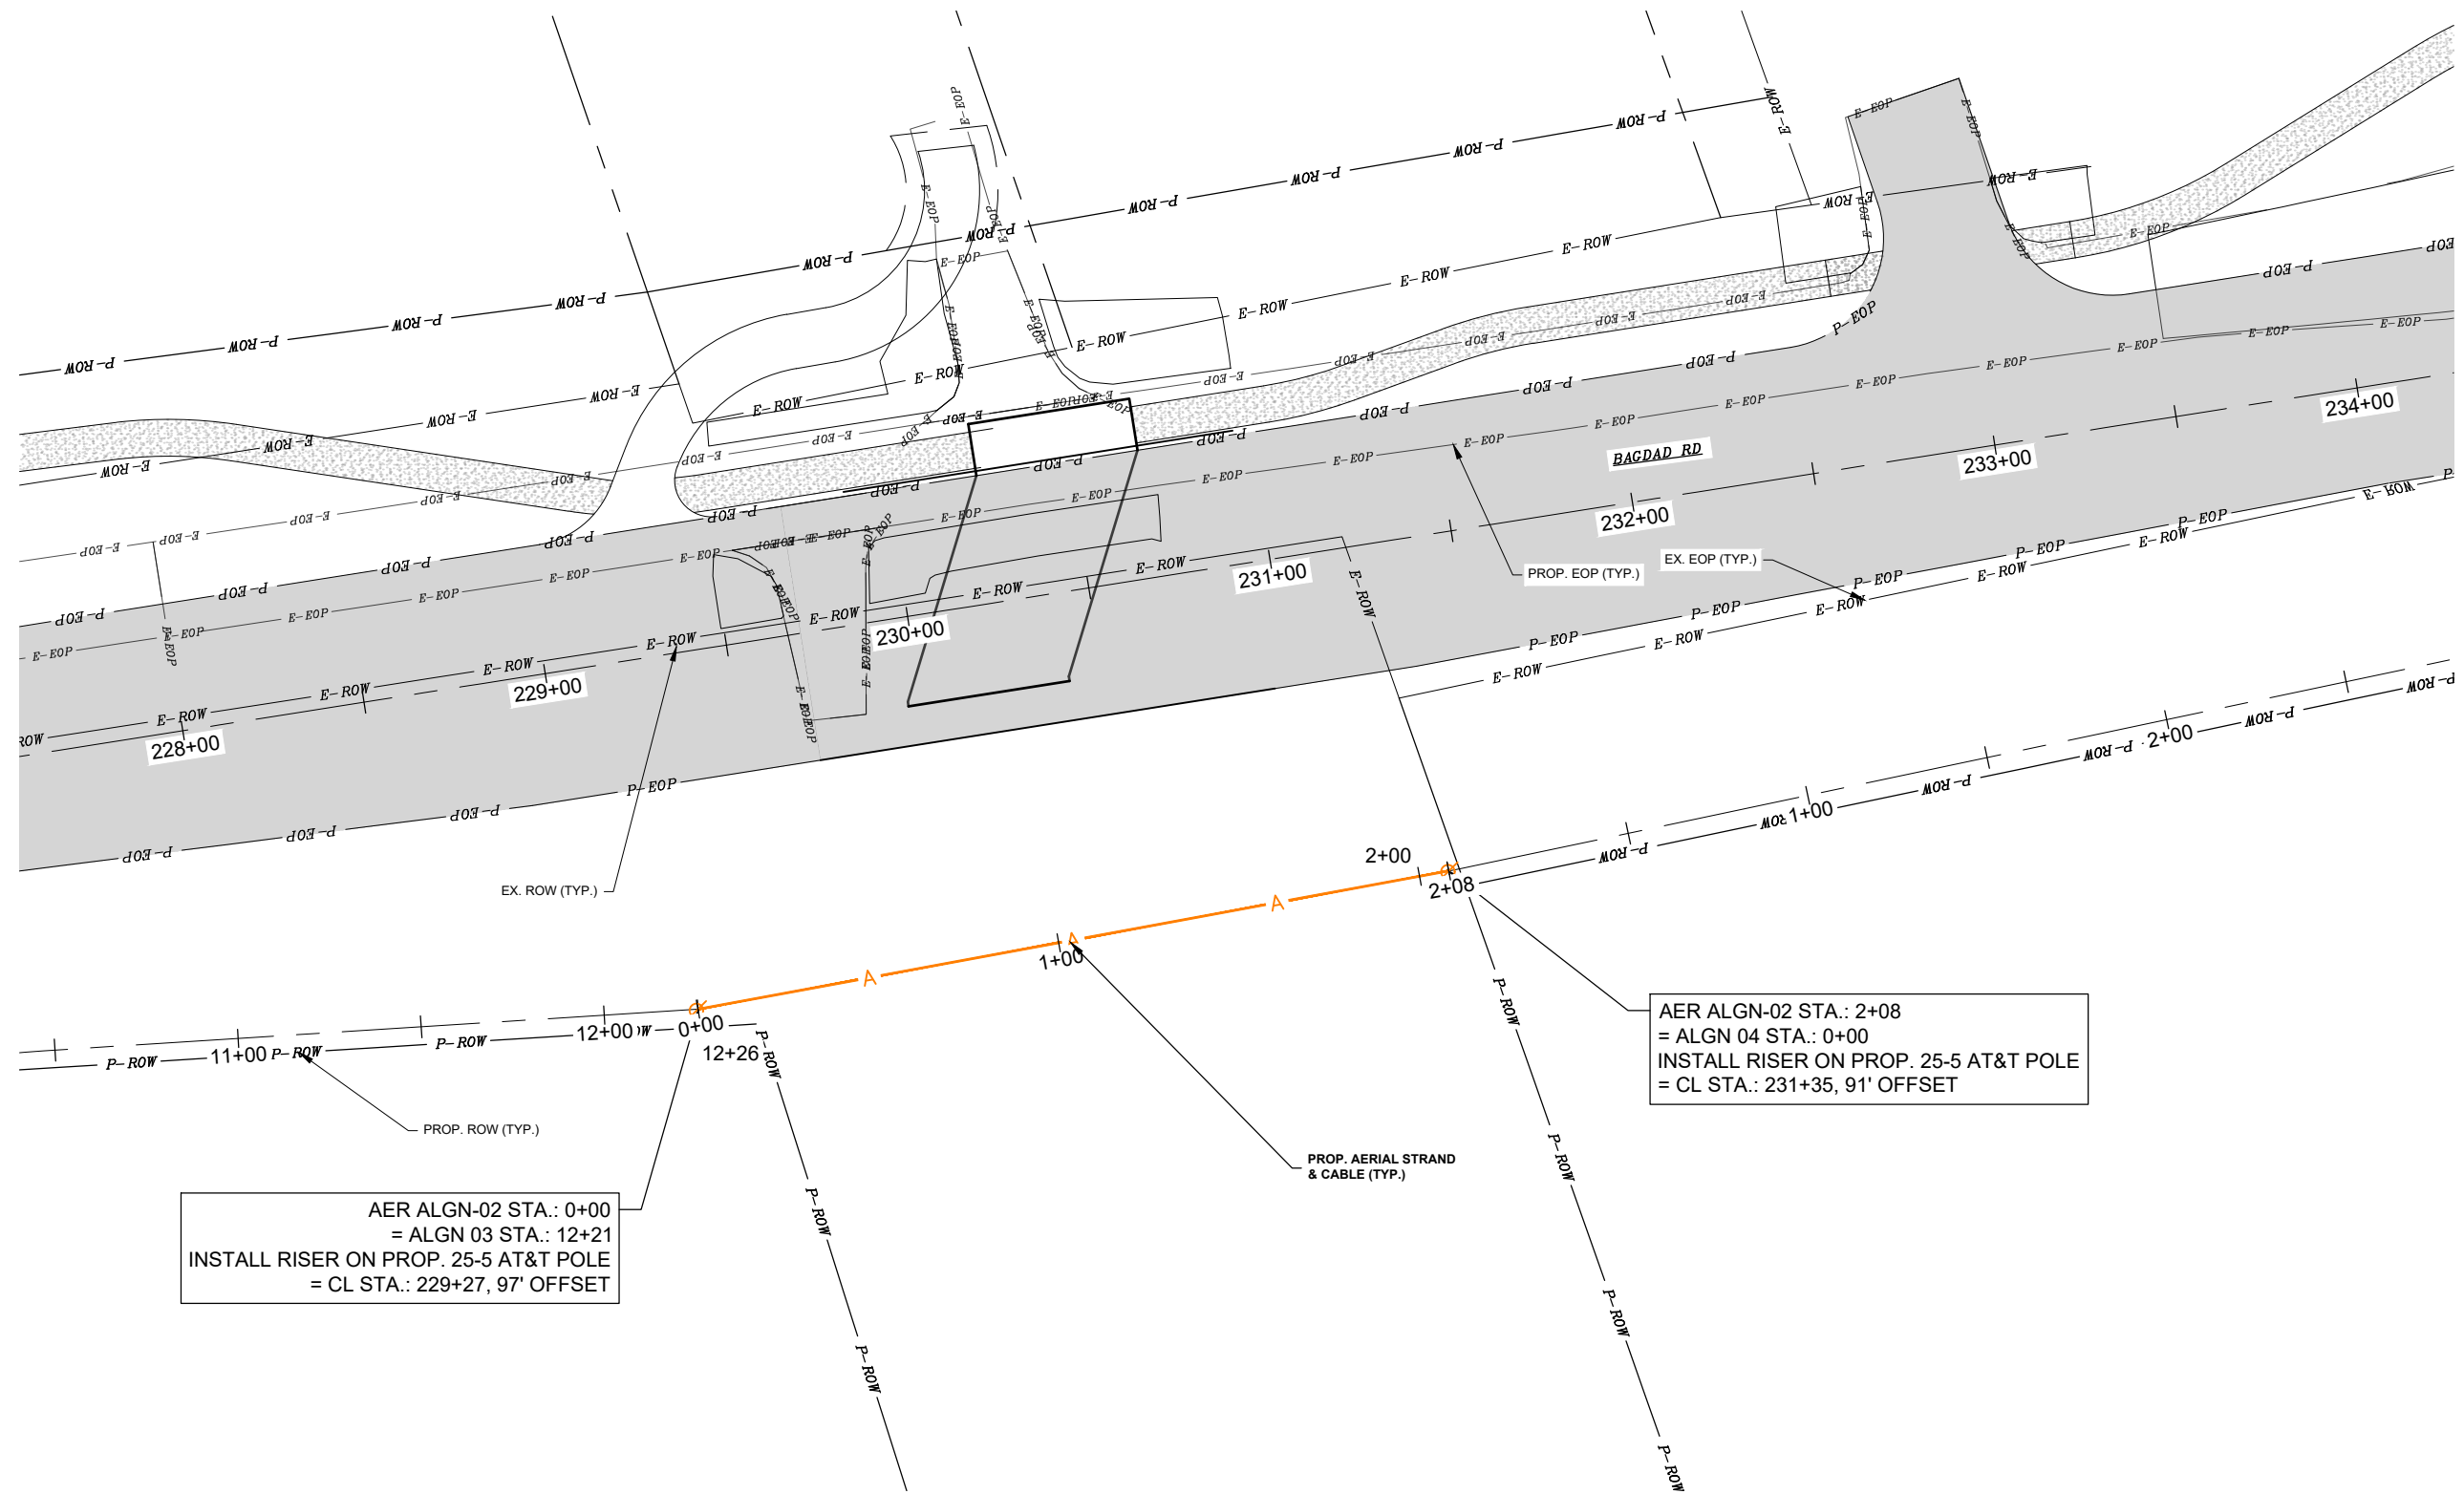 BAGDAD RD
228+00
229+00
230+00
231+00
232+00
233+00
234+00
PROP. EOP (TYP.)
EX. EOP (TYP.)
EX. ROW (TYP.)
PROP. ROW (TYP.)
PROP. AERIAL STRAND
& CABLE (TYP.)
11+00
12+00
0+00
12+26
1+00
2+00
2+08
1+00
2+00
A
A
A
AER ALGN-02 STA.: 2+08
= ALGN 04 STA.: 0+00
INSTALL RISER ON PROP. 25-5 AT&T POLE
= CL STA.: 231+35, 91' OFFSET
AER ALGN-02 STA.: 0+00
= ALGN 03 STA.: 12+21
INSTALL RISER ON PROP. 25-5 AT&T POLE
= CL STA.: 229+27, 97' OFFSET
P-ROW
E-ROW
P-EOP
E-EOP